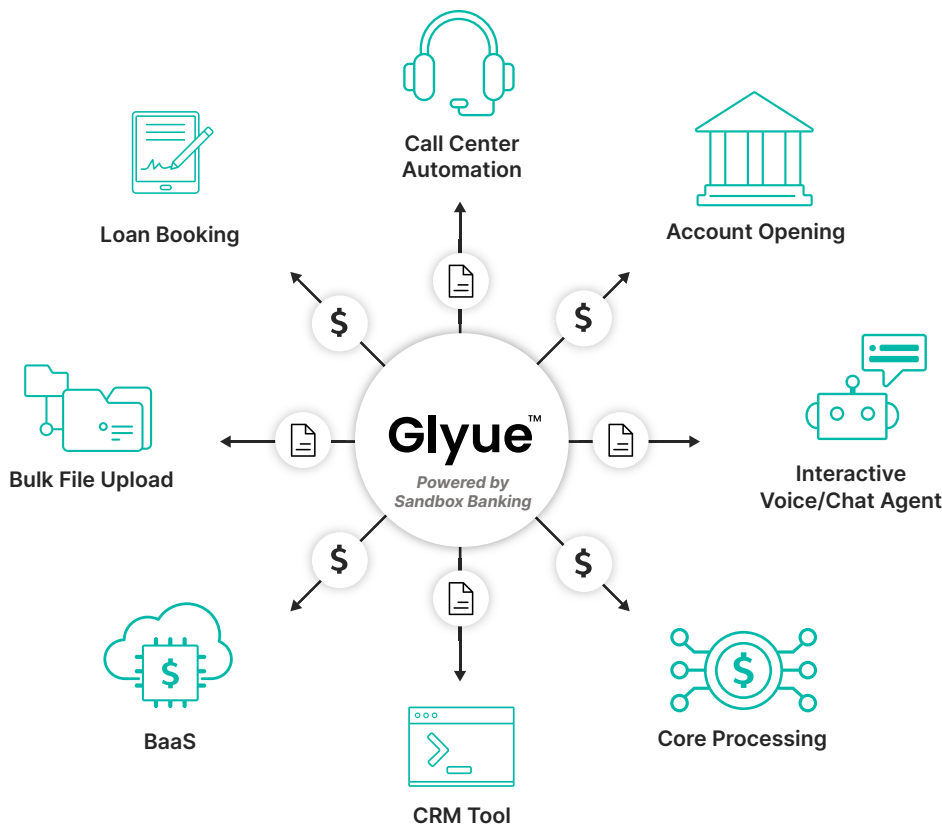 Call Center
Automation
Loan Booking
Account Opening
$
$
Glyue™
Powered by
Sandbox Banking
Bulk File Upload
Interactive
Voice/Chat Agent
$
$
$
$
BaaS
Core Processing
CRM Tool